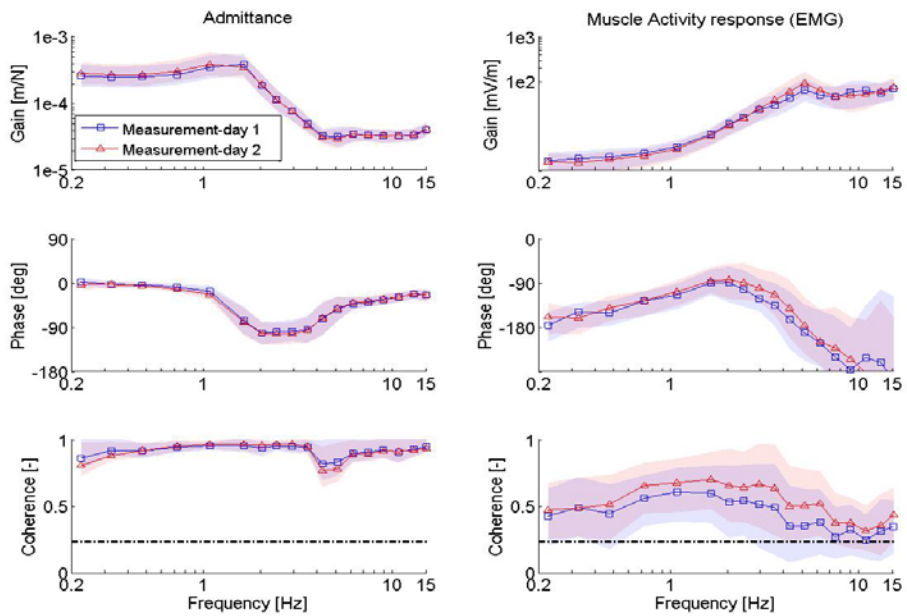 Admittance
Muscle Activity response (EMG)
Gain [m/N]
1e-3
1e-4
1e-5
0.2
1
10
15
Measurement-day 1
Measurement-day 2
Gain [mV/m]
1e3
1e2
0.2
1
10
15
Phase [deg]
90
0
-90
-180
0.2
1
10
15
Phase [deg]
0
-90
-180
0.2
1
10
15
Coherence [-]
1
0.5
0
0.2
1
10
15
Frequency [Hz]
Coherence [-]
1
0.5
0
0.2
1
10
15
Frequency [Hz]